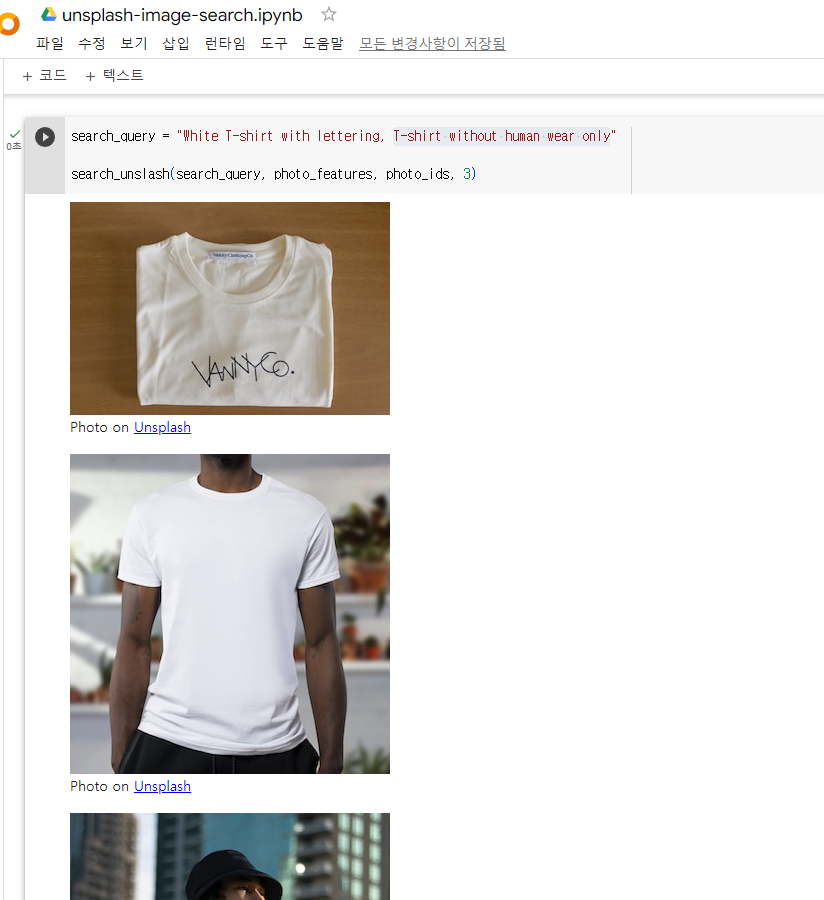 unsplash-image-search.ipynb
파일 수정 보기 삽입 런타임 도구 도움말 모든 변경사항이 저장됨
+ 코드 + 텍스트
0초
search_query = "White T-shirt with lettering, T-shirt without human wear only"
search_unslash(search_query, photo_features, photo_ids, 3)
VannyClothingCo
VANNYCO.
Photo on Unsplash
Photo on Unsplash